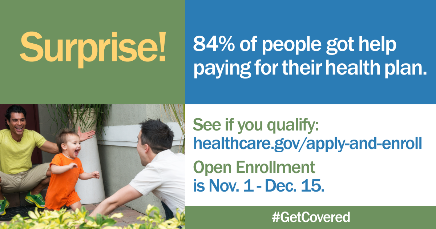 Surprise!
84% of people got help
paying for their health plan.
See if you qualify:
healthcare.gov/apply-and-enroll
Open Enrollment
is Nov. 1 - Dec. 15.
#GetCovered